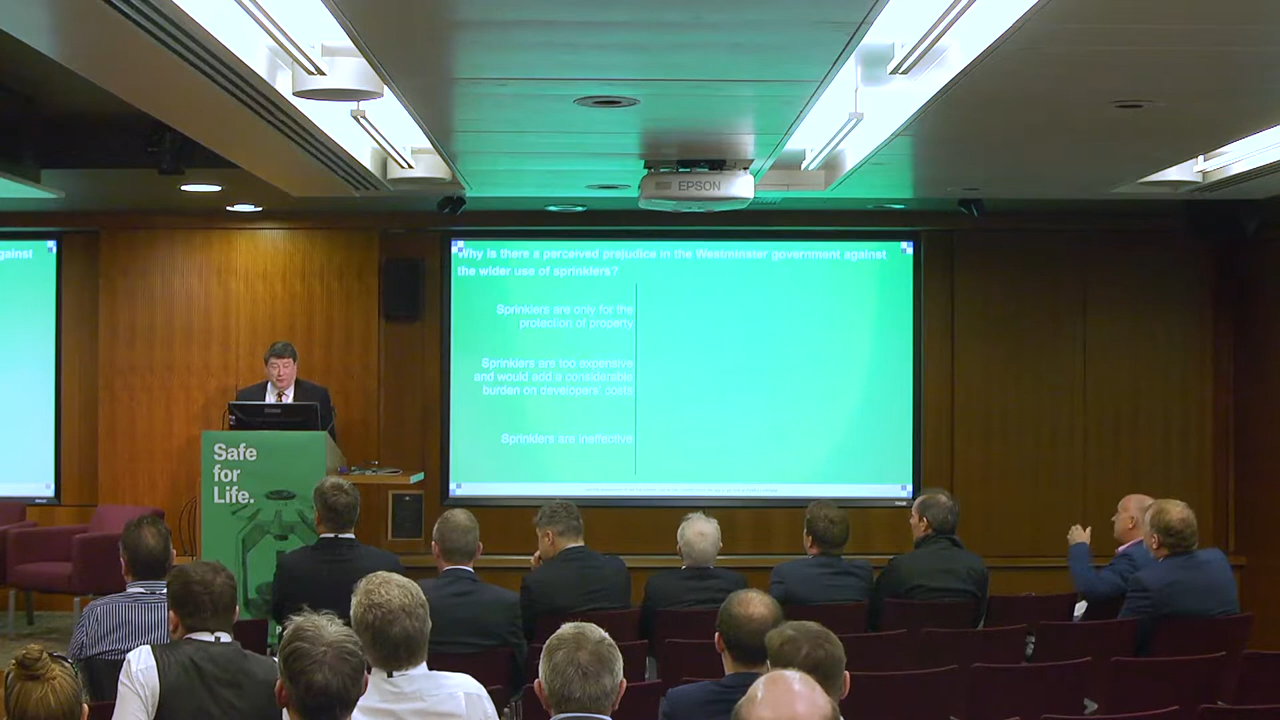 EPSON
gainst
Why is there a perceived prejudice in the Westminster government against
the wider use of sprinklers?
Sprinklers are only for the
protection of property
Sprinklers are too expensive
and would add a considerable
burden on developers' costs
Sprinklers are ineffective
Safe
for
Life.